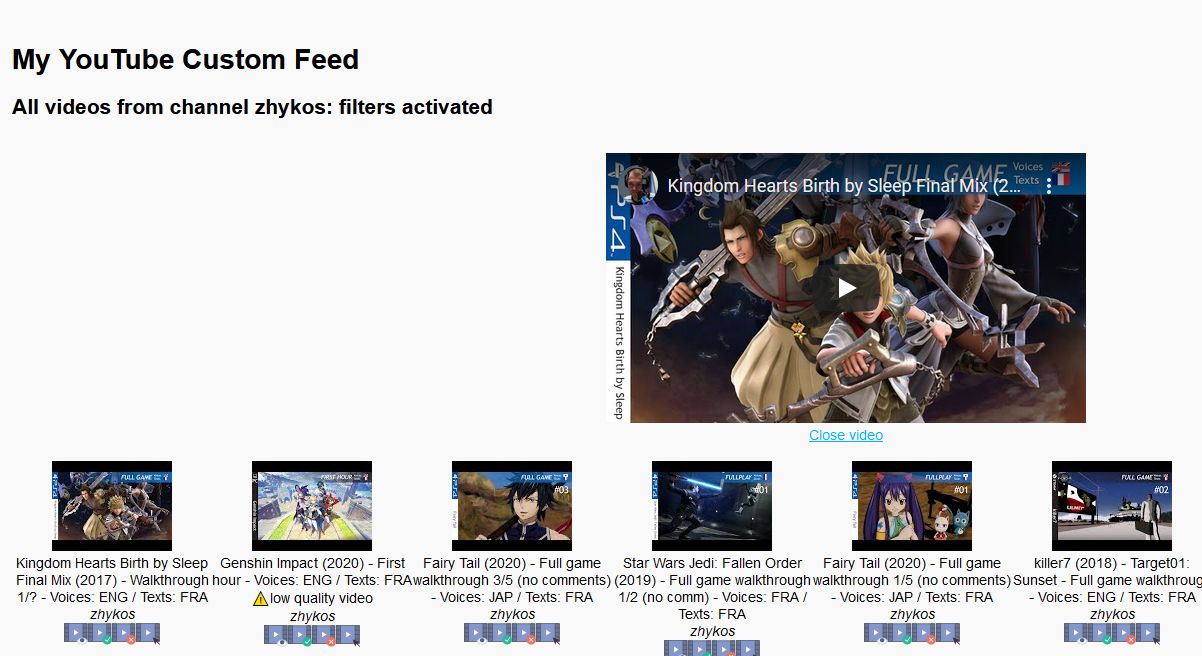 My YouTube Custom Feed
All videos from channel zhykos: filters activated
FULL GAME
Voices
Texts
Kingdom Hearts Birth by Sleep Final Mix (2...
PS4
Kingdom Hearts Birth by Sleep
Close video
FULL GAME
Kingdom Hearts Birth by Sleep
Final Mix (2017) - Walkthrough
1/? - Voices: ENG / Texts: FRA
zhykos
FIRST HOUR
Genshin Impact (2020) - First
hour - Voices: ENG / Texts: FRA
low quality video
zhykos
FULL GAME
#03
Fairy Tail (2020) - Full game
walkthrough 3/5 (no comments)
- Voices: JAP / Texts: FRA
zhykos
FULLPLAY
#01
Star Wars Jedi: Fallen Order
(2019) - Full game walkthrough
1/2 (no comm) - Voices: FRA /
Texts: FRA
zhykos
FULLPLAY
#01
Fairy Tail (2020) - Full game
walkthrough 1/5 (no comments)
- Voices: JAP / Texts: FRA
zhykos
FULL GAME
#02
killer7 (2018) - Target01:
Sunset - Full game walkthroug
- Voices: ENG / Texts: FRA
zhykos